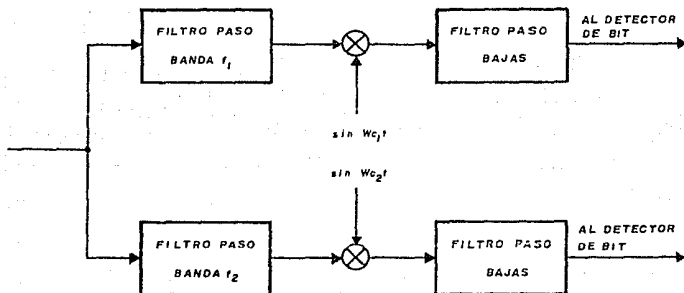 FILTRO PASO
BANDA f₁
FILTRO PASO
BAJAS
AL DETECTOR
DE BIT
sin Wc₁t
sin Wc₂t
FILTRO PASO
BANDA f₂
FILTRO PASO
BAJAS
AL DETECTOR
DE BIT